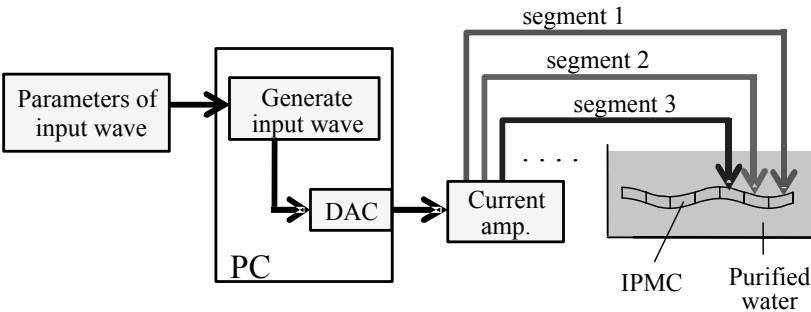 segment 1
segment 2
segment 3
Parameters of
input wave
Generate
input wave
DAC
PC
Current
amp.
. . . .
IPMC
Purified
water